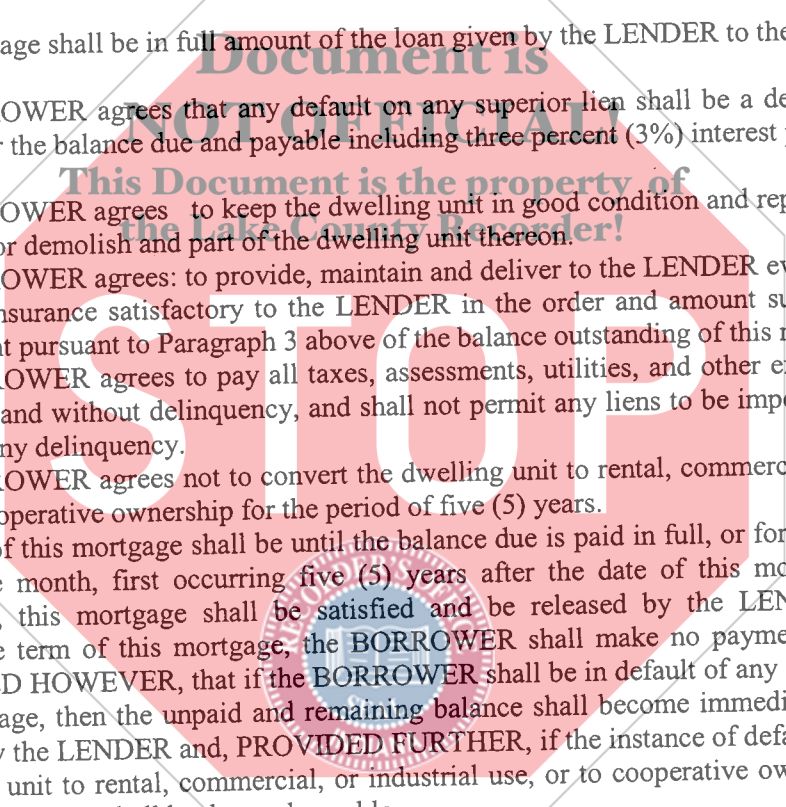 age shall be in full amount of the loan given by the LENDER to the
Document is
OWER agrees that any default on any superior lien shall be a de
NOT OFFICIAL!
r the balance due and payable including three percent (3%) interest
This Document is the property of
OWER agrees to keep the dwelling unit in good condition and rep
the Lake County Recorder!
or demolish and part of the dwelling unit thereon.
OWER agrees: to provide, maintain and deliver to the LENDER ev
nsurance satisfactory to the LENDER in the order and amount su
nt pursuant to Paragraph 3 above of the balance outstanding of this
ROWER agrees to pay all taxes, assessments, utilities, and other e
and without delinquency, and shall not permit any liens to be imp
STOP
ny delinquency.
ROWER agrees not to convert the dwelling unit to rental, commerc
operative ownership for the period of five (5) years.
of this mortgage shall be until the balance due is paid in full, or for
e month, first occurring five (5) years after the date of this mo
, this mortgage shall be satisfied and be released by the LEN
e term of this mortgage, the BORROWER shall make no payme
ED HOWEVER, that if the BORROWER shall be in default of any
age, then the unpaid and remaining balance shall become immedi
y the LENDER and, PROVIDED FURTHER, if the instance of defa
unit to rental, commercial, or industrial use, or to cooperative ow